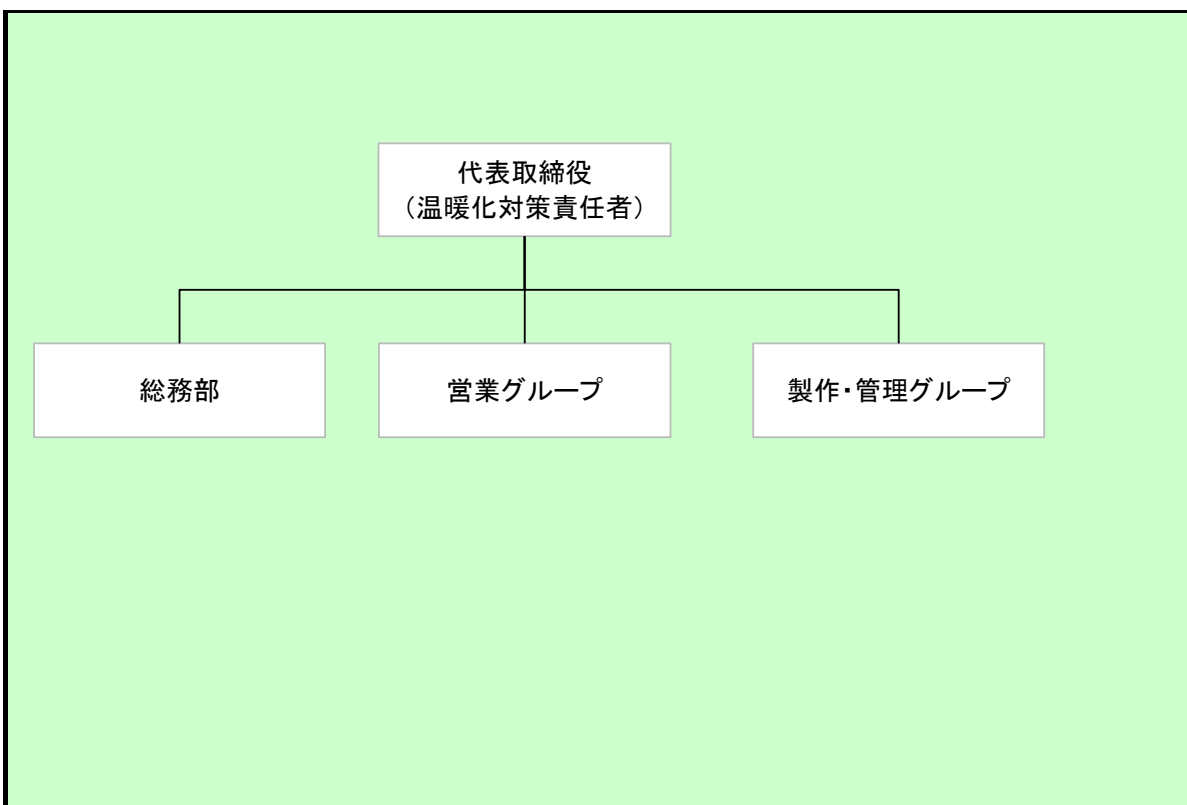 代表取締役
（温暖化対策責任者）
総務部
営業グループ
製作・管理グループ